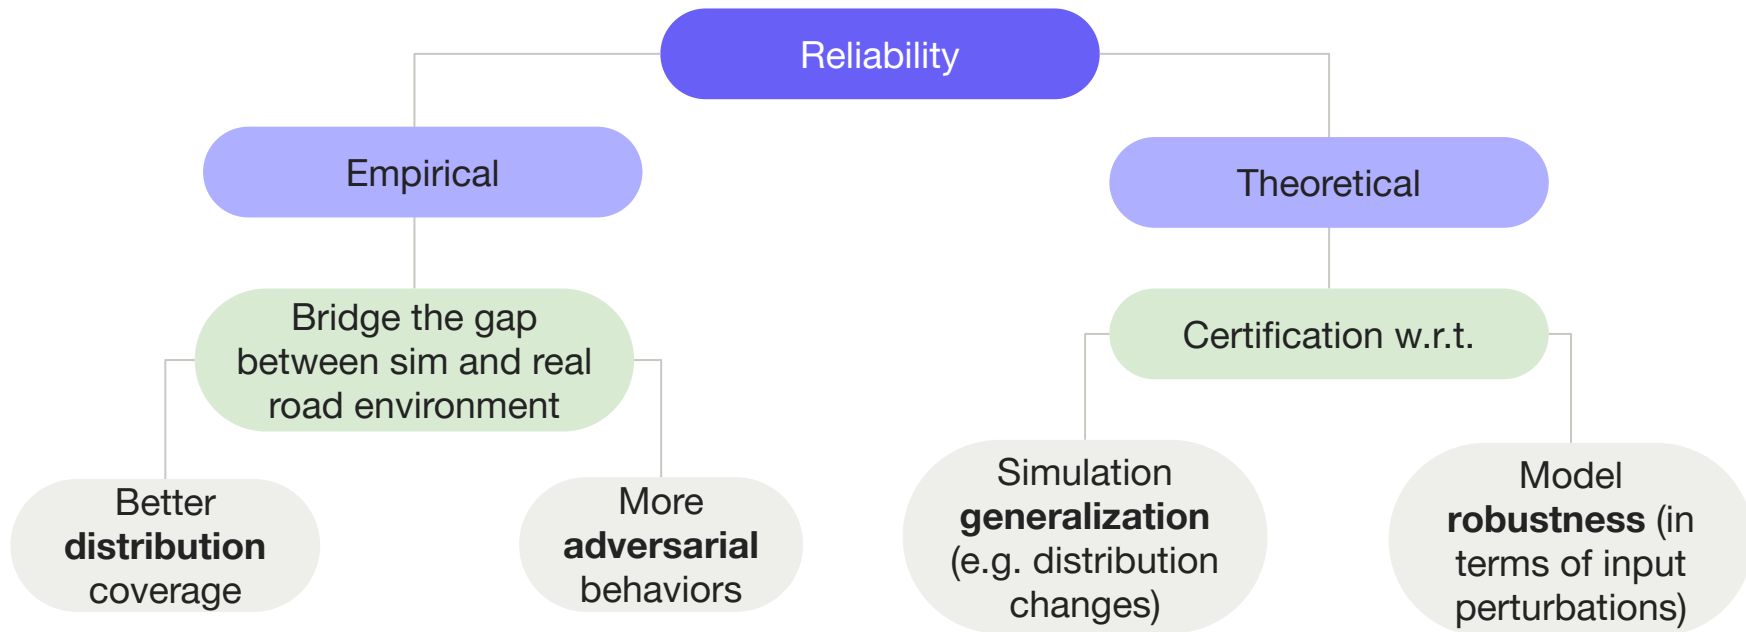 Reliability
Empirical
Theoretical
Bridge the gap
between sim and real
road environment
Certification w.r.t.
Better
distribution
coverage
More
adversarial
behaviors
Simulation
generalization
(e.g. distribution
changes)
Model
robustness (in
terms of input
perturbations)